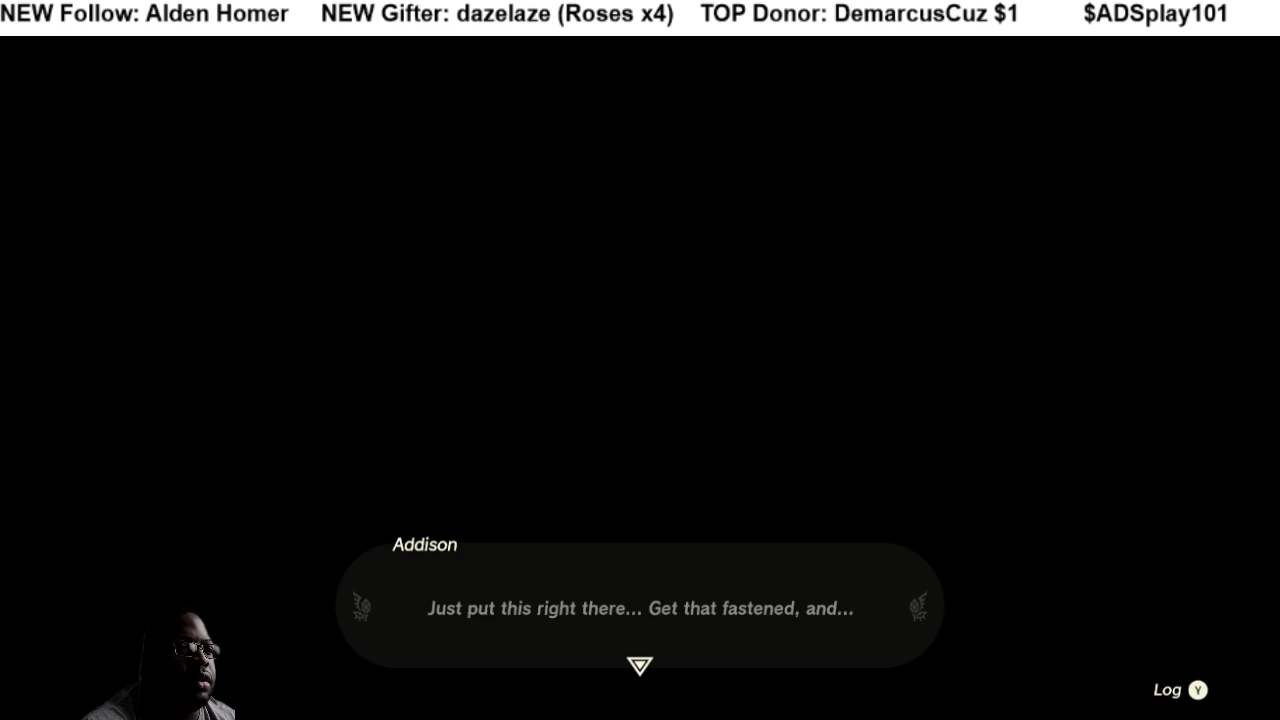 NEW Follow: Alden Homer NEW Gifter: dazelaze (Roses x4) TOP Donor: DemarcusCuz $1 $ADSplay101
Addison
Just put this right there... Get that fastened, and...
Log Y